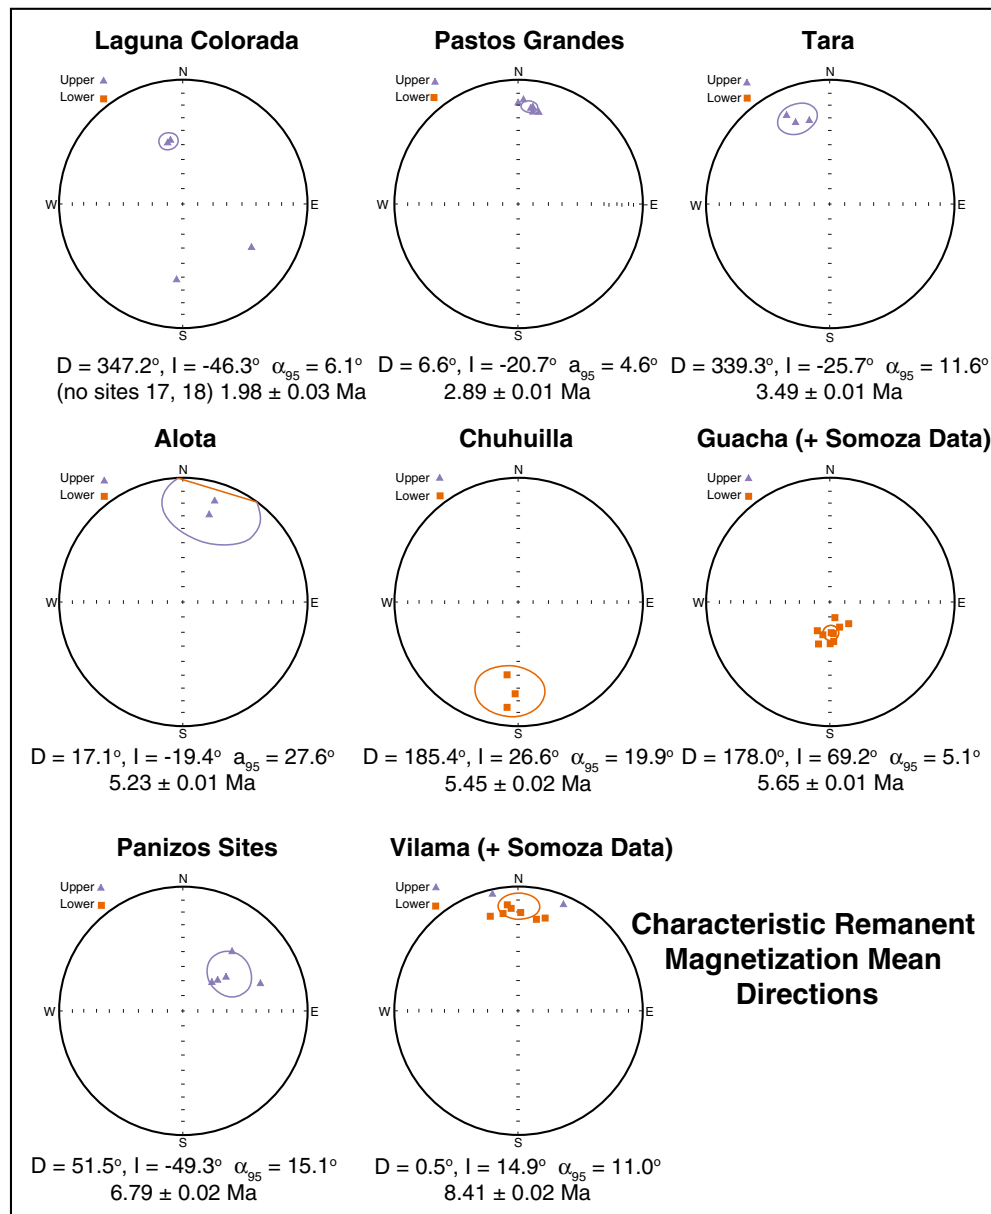 Laguna Colorada
Upper
Lower
N
W
E
S
D = 347.2°, I = -46.3° α95 = 6.1°
(no sites 17, 18) 1.98 ± 0.03 Ma
Pastos Grandes
Upper
Lower
N
W
E
S
D = 6.6°, I = -20.7° a95 = 4.6°
2.89 ± 0.01 Ma
Tara
Upper
Lower
N
W
E
S
D = 339.3°, I = -25.7° α95 = 11.6°
3.49 ± 0.01 Ma
Alota
Upper
Lower
N
W
E
S
D = 17.1°, I = -19.4° a95 = 27.6°
5.23 ± 0.01 Ma
Chuhuilla
Upper
Lower
N
W
E
S
D = 185.4°, I = 26.6° α95 = 19.9°
5.45 ± 0.02 Ma
Guacha (+ Somoza Data)
Upper
Lower
N
W
E
S
D = 178.0°, I = 69.2° α95 = 5.1°
5.65 ± 0.01 Ma
Panizos Sites
Upper
Lower
N
W
E
S
D = 51.5°, I = -49.3° α95 = 15.1°
6.79 ± 0.02 Ma
Vilama (+ Somoza Data)
Upper
Lower
N
W
E
S
D = 0.5°, I = 14.9° α95 = 11.0°
8.41 ± 0.02 Ma
Characteristic Remanent
Magnetization Mean
Directions